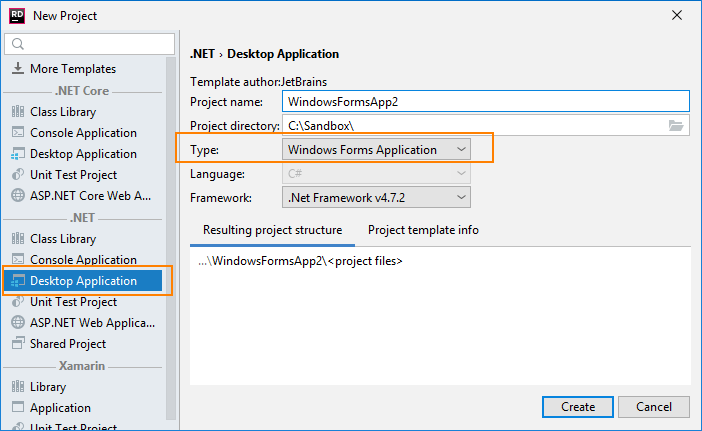 RD New Project
More Templates
.NET Core
Class Library
Console Application
Desktop Application
Unit Test Project
ASP.NET Core Web A...
.NET
Class Library
Console Application
Desktop Application
Unit Test Project
ASP.NET Web Applica...
Shared Project
Xamarin
Library
Application
Unit Test Project
.NET › Desktop Application
Template author:JetBrains
Project name: WindowsFormsApp2
Project directory: C:\Sandbox\
Type: Windows Forms Application
Language: C#
Framework: .Net Framework v4.7.2
Resulting project structure Project template info
...\WindowsFormsApp2\<project files>
Create Cancel